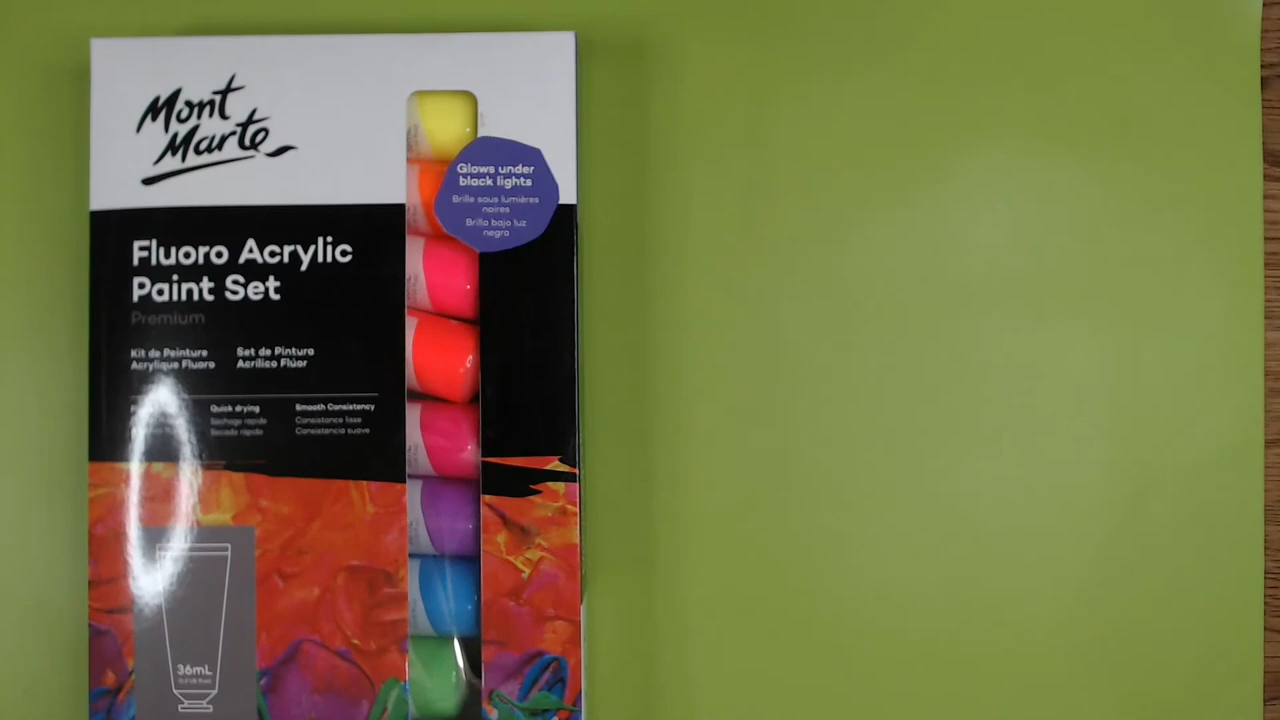 Mont
Marte
Glows under
black lights
Brille sous lumières
noires
Brilla bajo luz
negra
Fluoro Acrylic
Paint Set
Premium
Kit de Peinture
Acrylique Fluoro
Set de Pintura
Acrílico Flúor
Quick drying
Séchage rapide
Secado rápido
Smooth Consistency
Consistance lisse
Consistencia suave
36mL